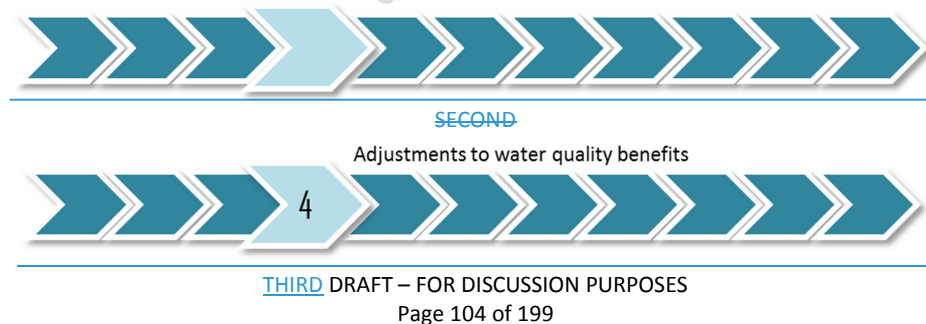 SECOND
Adjustments to water quality benefits
4
THIRD DRAFT – FOR DISCUSSION PURPOSES
Page 104 of 199